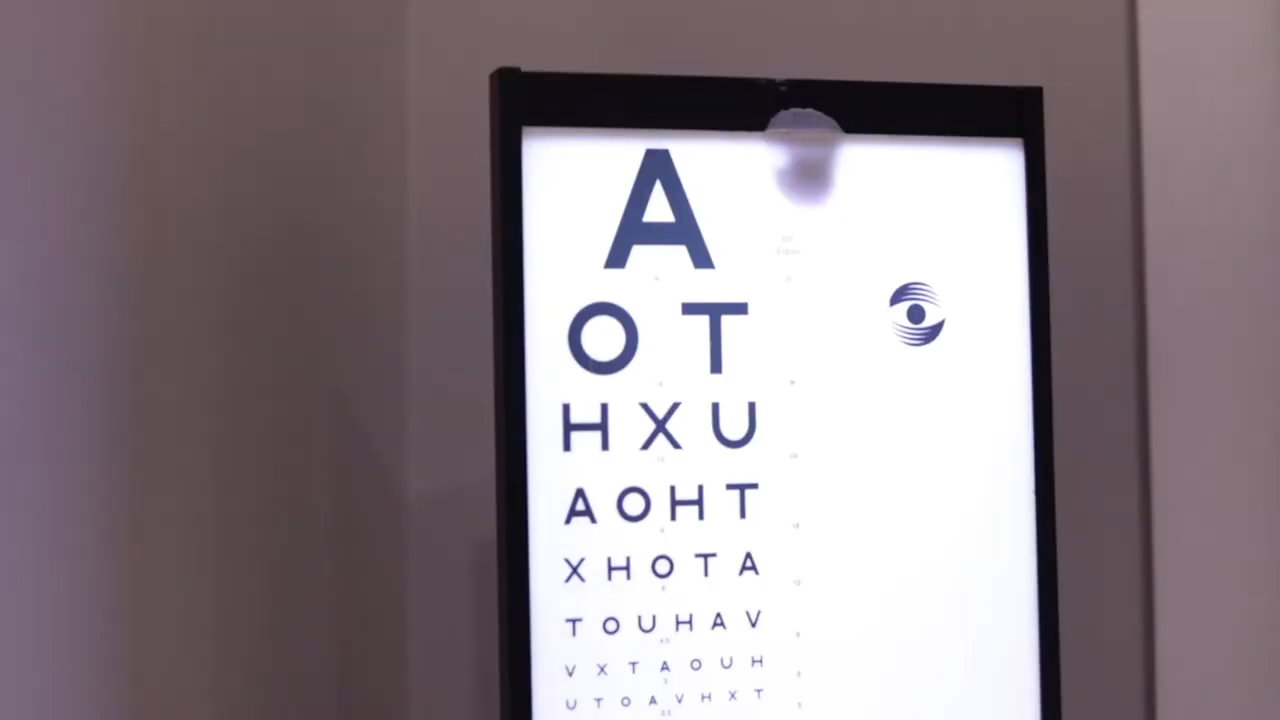 A
O T
H X U
A O H T
X H O T A
T O U H A V
V X T A O U H
U T O A V H X T